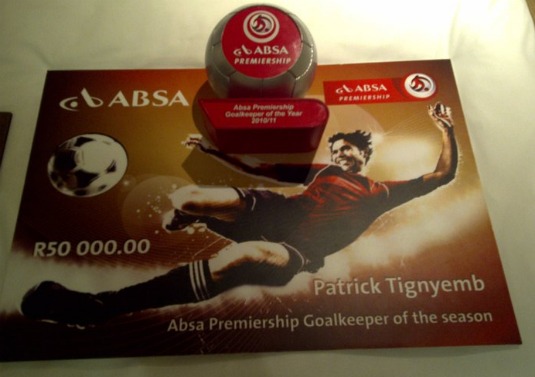 ABSA
PREMIERSHIP
Absa Premiership
Goalkeeper of the Year
2010/11
ABSA
ABSA
PREMIERSHIP
R50 000.00
Patrick Tignyemb
Absa Premiership Goalkeeper of the season